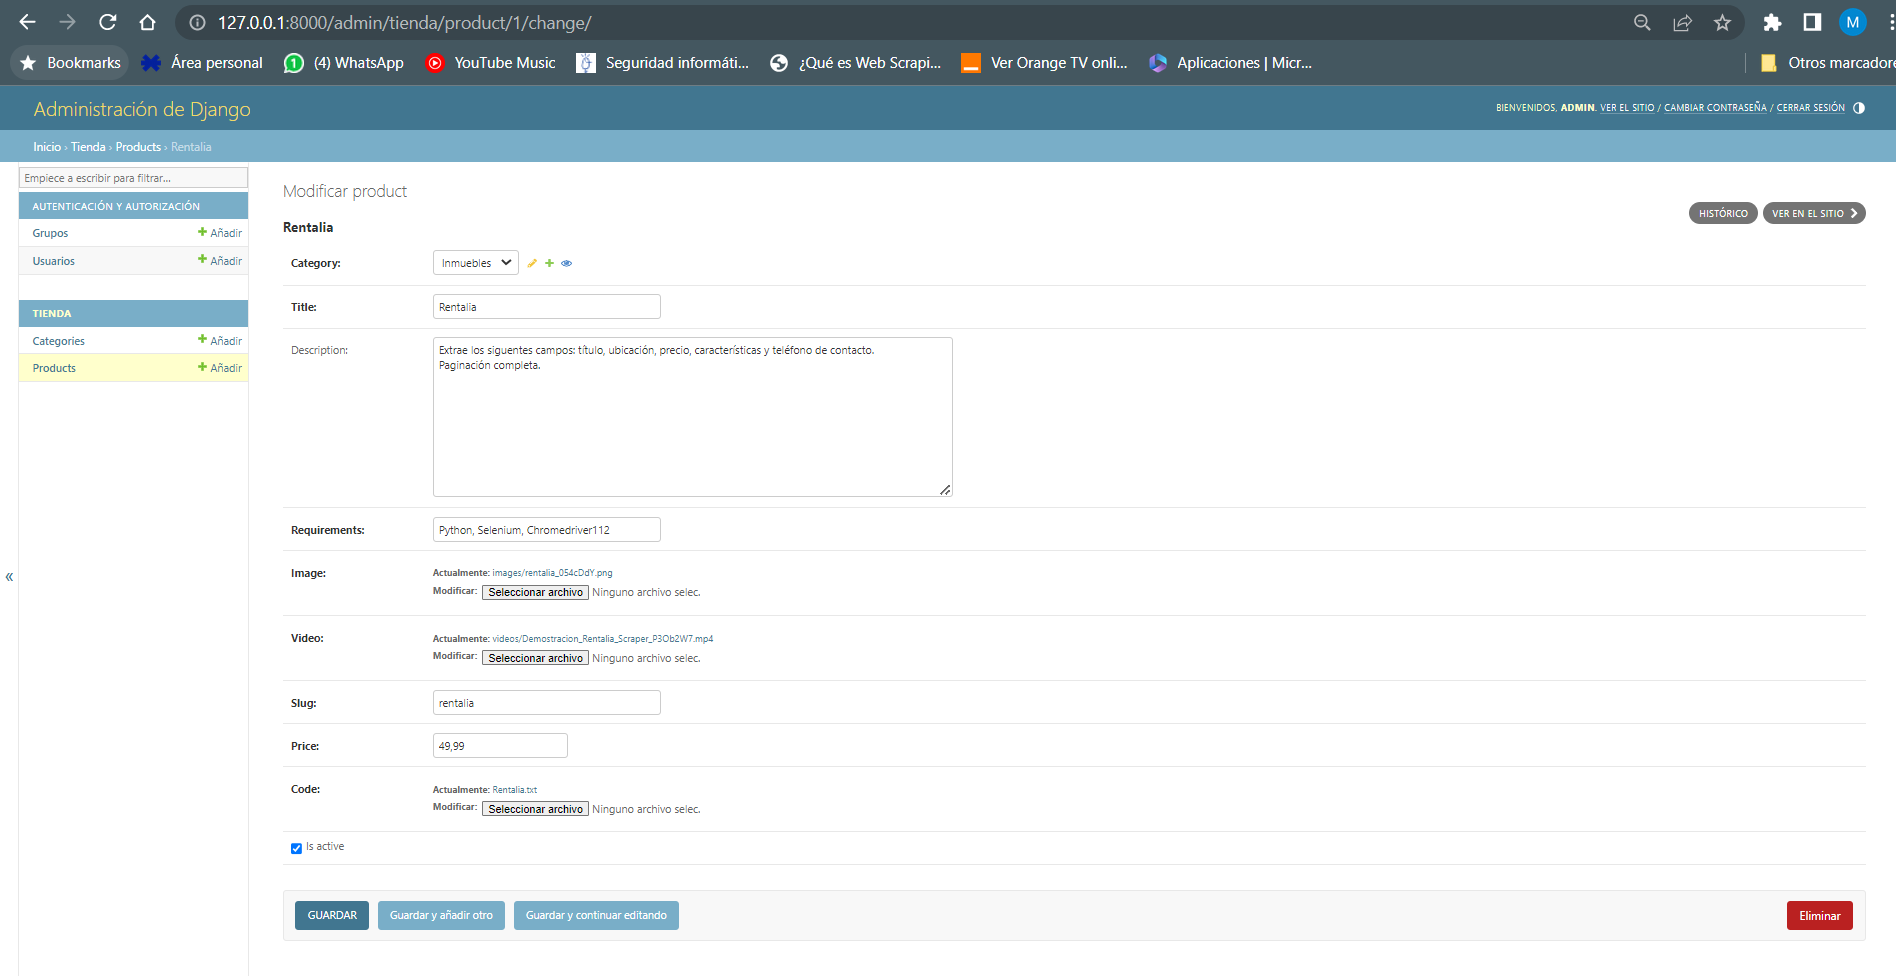 127.0.0.1:8000/admin/tienda/product/1/change/
M
Bookmarks Área personal (4) WhatsApp YouTube Music Seguridad informáti... ¿Qué es Web Scrapi... Ver Orange TV onli... Aplicaciones | Micr... Otros marcadore
Administración de Django
BIENVENIDOS, ADMIN. VER EL SITIO / CAMBIAR CONTRASEÑA / CERRAR SESIÓN
Inicio › Tienda › Products › Rentalia
Empiece a escribir para filtrar...
AUTENTICACIÓN Y AUTORIZACIÓN
Grupos + Añadir
Usuarios + Añadir
TIENDA
Categories + Añadir
Products + Añadir
«
Modificar product
HISTÓRICO VER EN EL SITIO
Rentalia
Category: Inmuebles
Title: Rentalia
Description: Extrae los siguentes campos: título, ubicación, precio, características y teléfono de contacto.
Paginación completa.
Requirements: Python, Selenium, Chromedriver112
Image: Actualmente: images/rentalia_054cDdY.png
Modificar: Seleccionar archivo Ninguno archivo selec.
Video: Actualmente: videos/Demostracion_Rentalia_Scraper_P3Ob2W7.mp4
Modificar: Seleccionar archivo Ninguno archivo selec.
Slug: rentalia
Price: 49,99
Code: Actualmente: Rentalia.txt
Modificar: Seleccionar archivo Ninguno archivo selec.
Is active
GUARDAR Guardar y añadir otro Guardar y continuar editando Eliminar